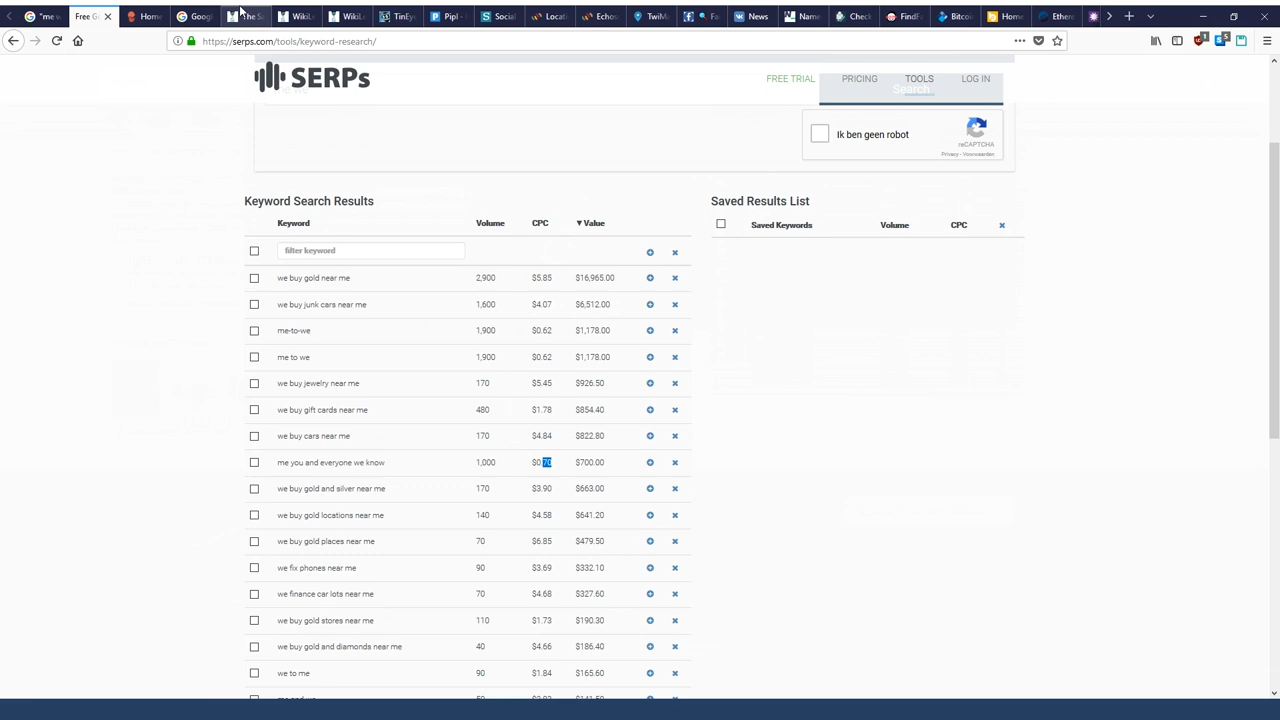 "me w
Free G
Home
Googl
The Sa
WikiLe
WikiLe
TinEy
Pipl -
Social
Locat
Echos
TwiMa
Fa
News
Name
Check
FindFa
Bitcoi
Home
Ethere
https://serps.com/tools/keyword-research/
SERPs
FREE TRIAL PRICING TOOLS LOG IN
Search
Ik ben geen robot
reCAPTCHA
Privacy - Voorwaarden
Keyword Search Results
Keyword Volume CPC ▼ Value
filter keyword
we buy gold near me 2,900 $5.85 $16,965.00
we buy junk cars near me 1,600 $4.07 $6,512.00
me-to-we 1,900 $0.62 $1,178.00
me to we 1,900 $0.62 $1,178.00
we buy jewelry near me 170 $5.45 $926.50
we buy gift cards near me 480 $1.78 $854.40
we buy cars near me 170 $4.84 $822.80
me you and everyone we know 1,000 $0.70 $700.00
we buy gold and silver near me 170 $3.90 $663.00
we buy gold locations near me 140 $4.58 $641.20
we buy gold places near me 70 $6.85 $479.50
we fix phones near me 90 $3.69 $332.10
we finance car lots near me 70 $4.68 $327.60
we buy gold stores near me 110 $1.73 $190.30
we buy gold and diamonds near me 40 $4.66 $186.40
we to me 90 $1.84 $165.60
Saved Results List
Saved Keywords Volume CPC